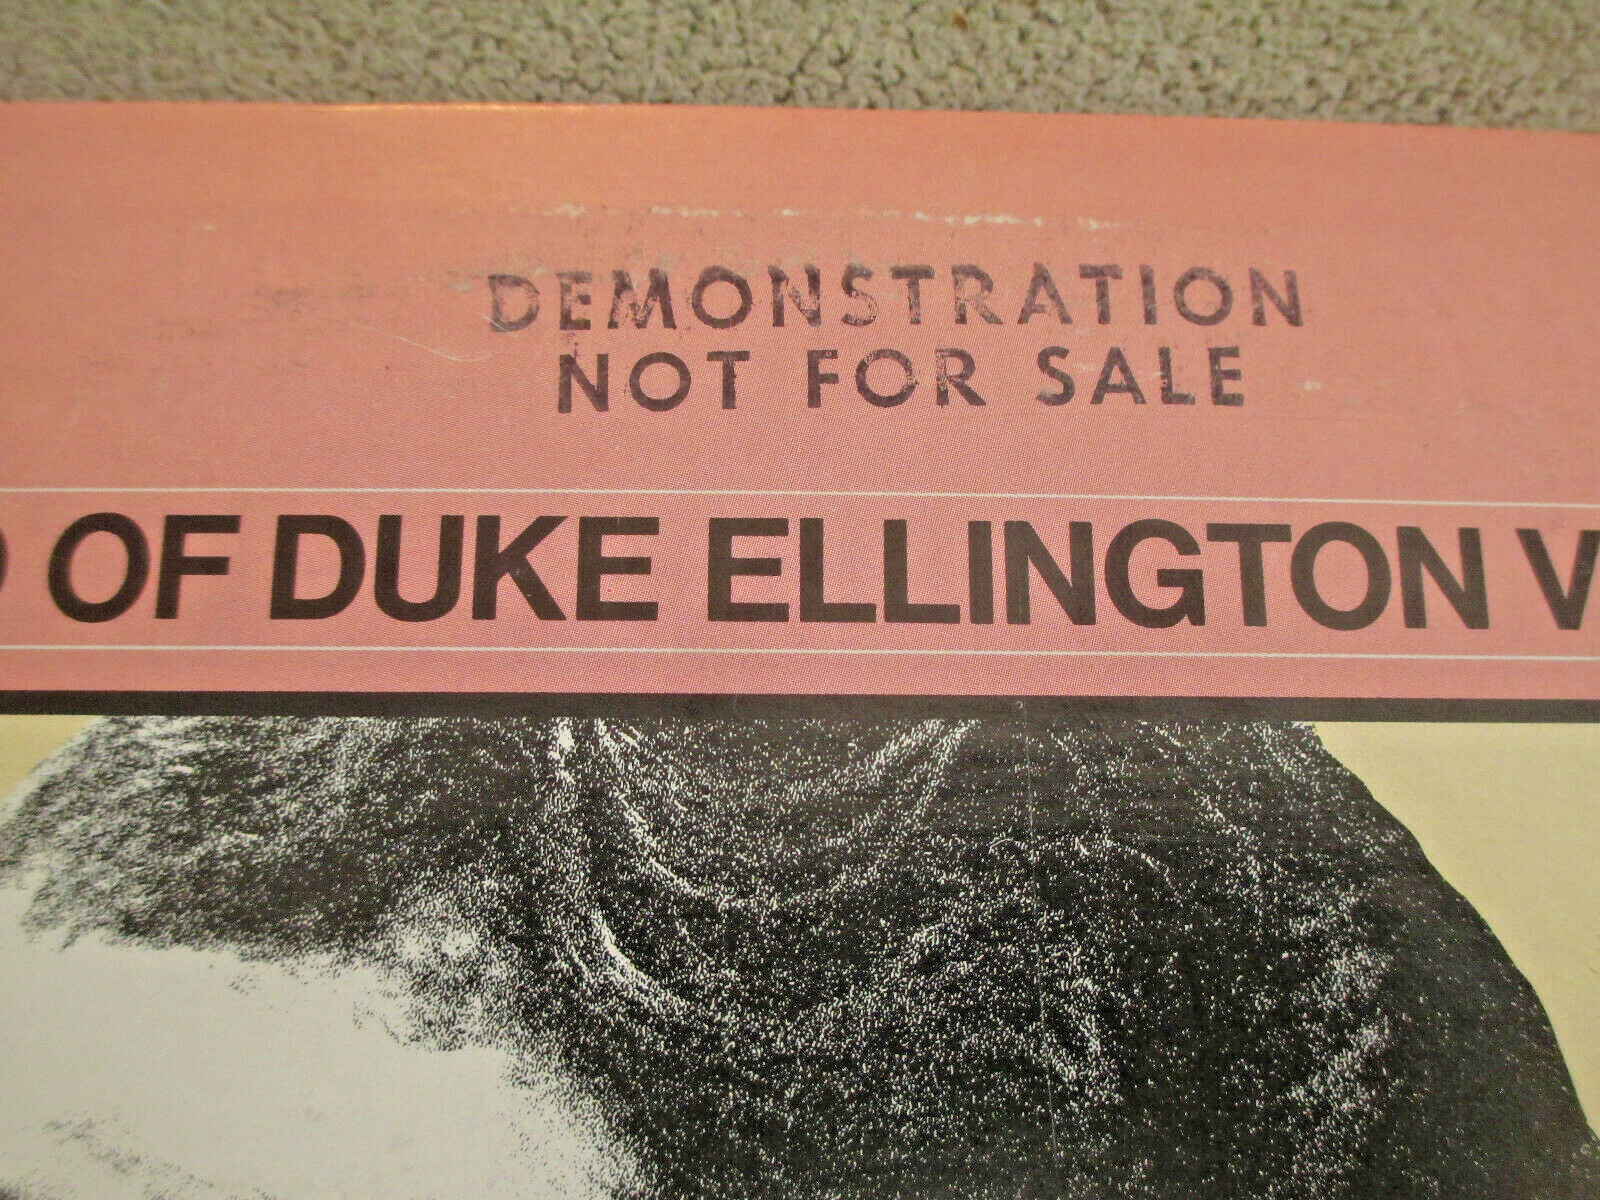 DEMONSTRATION
NOT FOR SALE
OF DUKE ELLINGTON